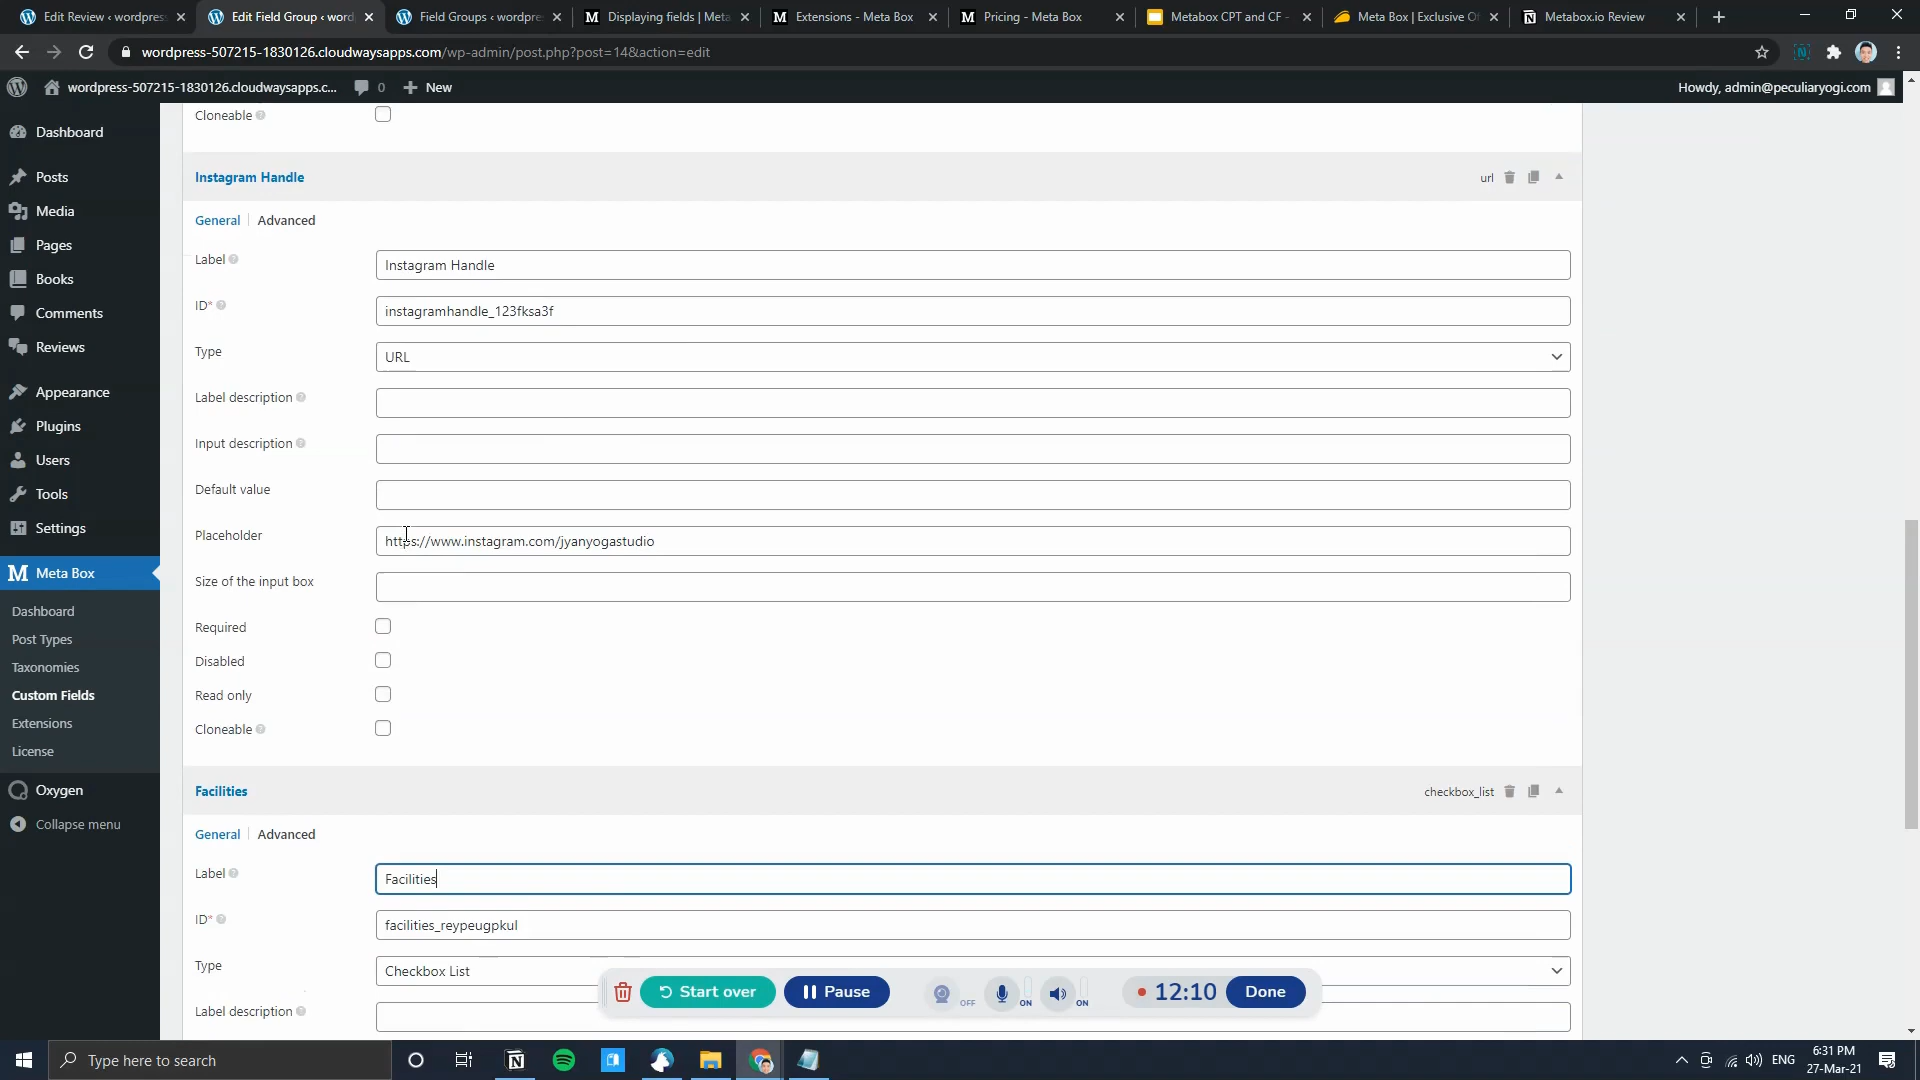 Edit Review ‹ wordpress
Edit Field Group ‹ word
Field Groups ‹ wordpre
Displaying fields | Meta
Extensions - Meta Box
Pricing - Meta Box
Metabox CPT and CF -
Meta Box | Exclusive Of
Metabox.io Review
wordpress-507215-1830126.cloudwaysapps.com/wp-admin/post.php?post=14&action=edit
wordpress-507215-1830126.cloudwaysapps.c...
0
New
Howdy, admin@peculiaryogi.com
Dashboard
Posts
Media
Pages
Books
Comments
Reviews
Appearance
Plugins
Users
Tools
Settings
Meta Box
Dashboard
Post Types
Taxonomies
Custom Fields
Extensions
License
Oxygen
Collapse menu
Cloneable
Instagram Handle
url
General
Advanced
Label
Instagram Handle
ID*
instagramhandle_123fksa3f
Type
URL
Label description
Input description
Default value
Placeholder
https://www.instagram.com/jyanyogastudio
Size of the input box
Required
Disabled
Read only
Cloneable
Facilities
checkbox_list
General
Advanced
Label
Facilities
ID*
facilities_reypeugpkul
Type
Checkbox List
Label description
Start over
Pause
OFF
ON
ON
12:10
Done
Type here to search
ENG
6:31 PM
27-Mar-21